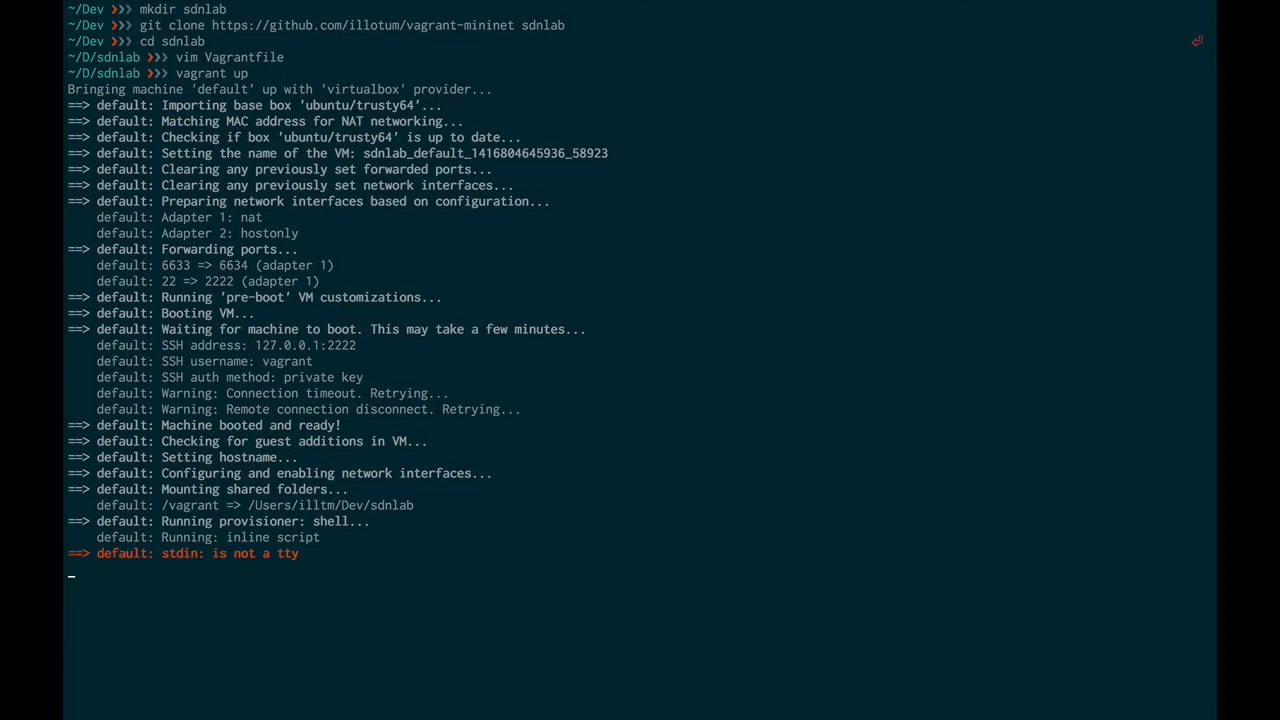 ~/Dev ❯❯❯ mkdir sdnlab
~/Dev ❯❯❯ git clone https://github.com/illotum/vagrant-mininet sdnlab
~/Dev ❯❯❯ cd sdnlab ⏎
~/D/sdnlab ❯❯❯ vim Vagrantfile
~/D/sdnlab ❯❯❯ vagrant up
Bringing machine 'default' up with 'virtualbox' provider...
==> default: Importing base box 'ubuntu/trusty64'...
==> default: Matching MAC address for NAT networking...
==> default: Checking if box 'ubuntu/trusty64' is up to date...
==> default: Setting the name of the VM: sdnlab_default_1416804645936_58923
==> default: Clearing any previously set forwarded ports...
==> default: Clearing any previously set network interfaces...
==> default: Preparing network interfaces based on configuration...
    default: Adapter 1: nat
    default: Adapter 2: hostonly
==> default: Forwarding ports...
    default: 6633 => 6634 (adapter 1)
    default: 22 => 2222 (adapter 1)
==> default: Running 'pre-boot' VM customizations...
==> default: Booting VM...
==> default: Waiting for machine to boot. This may take a few minutes...
    default: SSH address: 127.0.0.1:2222
    default: SSH username: vagrant
    default: SSH auth method: private key
    default: Warning: Connection timeout. Retrying...
    default: Warning: Remote connection disconnect. Retrying...
==> default: Machine booted and ready!
==> default: Checking for guest additions in VM...
==> default: Setting hostname...
==> default: Configuring and enabling network interfaces...
==> default: Mounting shared folders...
    default: /vagrant => /Users/illtm/Dev/sdnlab
==> default: Running provisioner: shell...
    default: Running: inline script
==> default: stdin: is not a tty